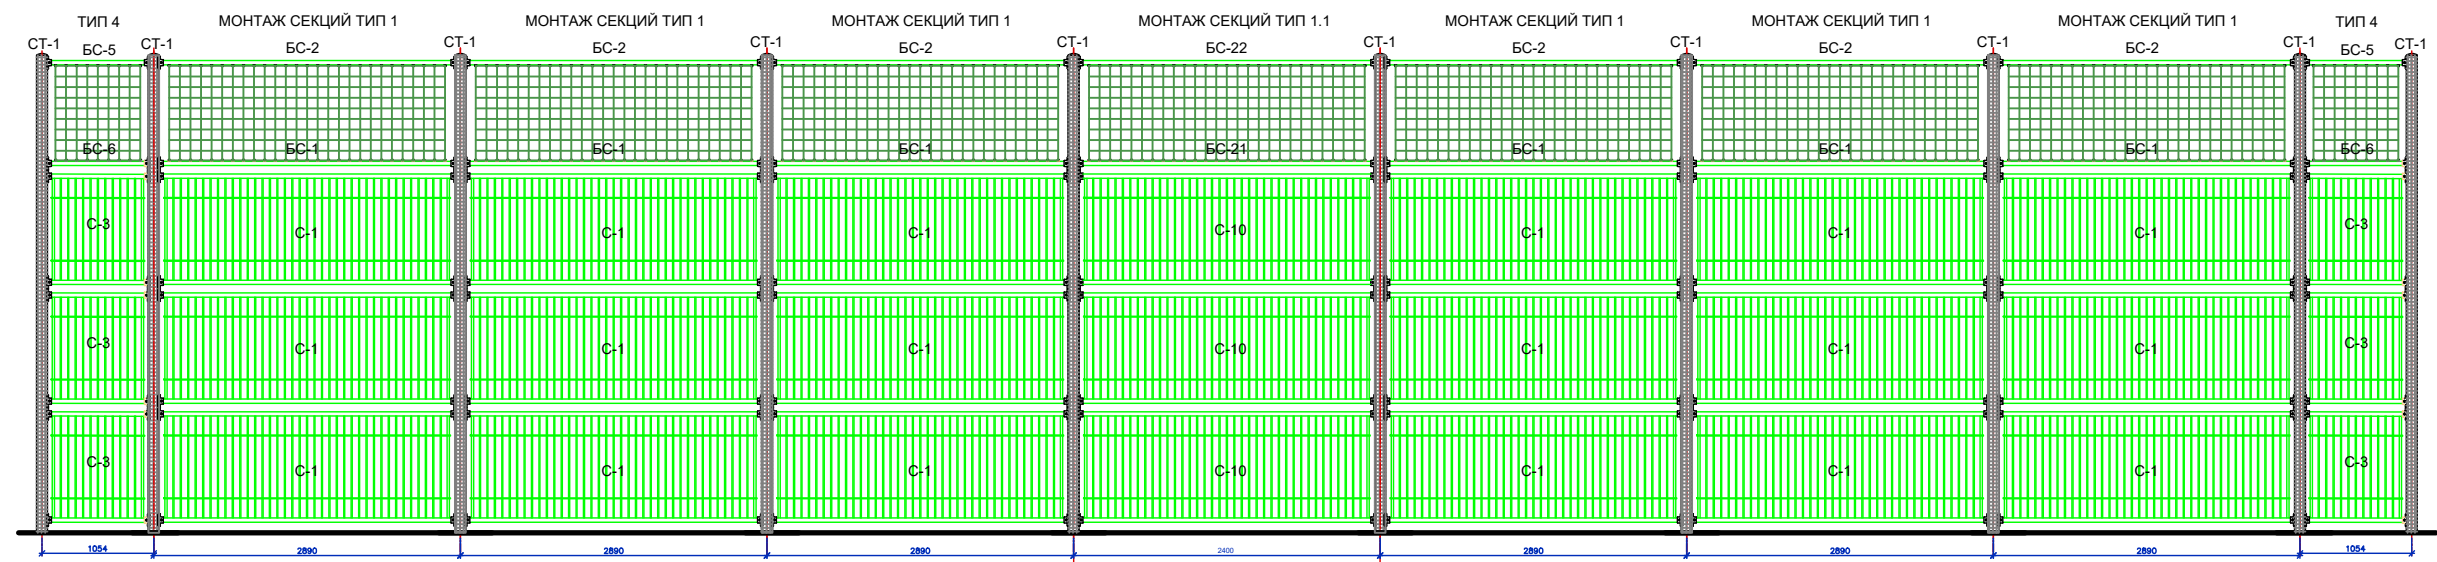 ТИП 4 МОНТАЖ СЕКЦИЙ ТИП 1 МОНТАЖ СЕКЦИЙ ТИП 1 МОНТАЖ СЕКЦИЙ ТИП 1 МОНТАЖ СЕКЦИЙ ТИП 1.1 МОНТАЖ СЕКЦИЙ ТИП 1 МОНТАЖ СЕКЦИЙ ТИП 1 МОНТАЖ СЕКЦИЙ ТИП 1 ТИП 4
СТ-1 БС-5 СТ-1 БС-2 СТ-1 БС-2 СТ-1 БС-2 СТ-1 БС-22 СТ-1 БС-2 СТ-1 БС-2 СТ-1 БС-2 СТ-1 БС-5 СТ-1
БС-6 БС-1 БС-1 БС-1 БС-21 БС-1 БС-1 БС-1 БС-6
С-3 С-1 С-1 С-1 С-10 С-1 С-1 С-1 С-3
С-3 С-1 С-1 С-1 С-10 С-1 С-1 С-1 С-3
С-3 С-1 С-1 С-1 С-10 С-1 С-1 С-1 С-3
1054 2890 2890 2890 2400 2890 2890 2890 1054